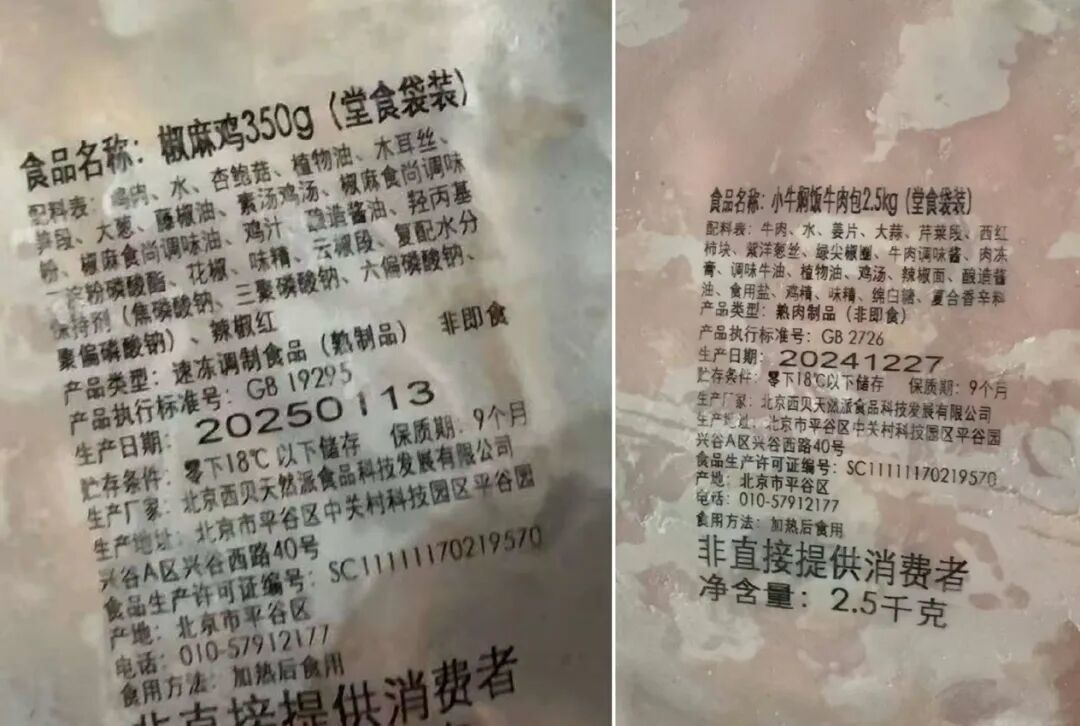 食品名称：椒麻鸡350g（堂食袋装）
配料表：鸡肉、水、杏鲍菇、植物油、木耳丝、
笋段、大葱、藤椒油、素汤鸡汤、椒麻食尚调味
粉、椒麻食尚调味油、鸡汁、酿造酱油、羟丙基
二淀粉磷酸酯、花椒、味精、云椒段、复配水分
保持剂（焦磷酸钠、三聚磷酸钠、六偏磷酸钠、
聚偏磷酸钠）、辣椒红
产品类型：速冻调制食品（熟制品） 非即食
产品执行标准号：GB 19295
生产日期：20250113
贮存条件：零下18℃以下储存 保质期：9个月
生产厂家：北京西贝天然派食品科技发展有限公司
生产地址：北京市平谷区中关村科技园区平谷园
兴谷A区兴谷西路40号
食品生产许可证编号：SC11111170219570
产地：北京市平谷区
电话：010-57912177
食用方法：加热后食用
非直接提供消费者
食品名称：小牛焖饭牛肉包2.5kg（堂食袋装）
配料表：牛肉、水、姜片、大蒜、芹菜段、西红
柿块、紫洋葱丝、绿尖椒圈、牛肉调味酱、肉冻
膏、调味牛油、植物油、鸡汤、辣椒面、酿造酱
油、食用盐、鸡精、味精、绵白糖、复合香辛料
产品类型：熟肉制品（非即食）
产品执行标准号：GB 2726
生产日期：20241227
贮存条件：零下18℃以下储存 保质期：9个月
生产厂家：北京西贝天然派食品科技发展有限公司
生产地址：北京市平谷区中关村科技园区平谷园
兴谷A区兴谷西路40号
食品生产许可证编号：SC11111170219570
产地：北京市平谷区
电话：010-57912177
食用方法：加热后食用
非直接提供消费者
净含量：2.5千克